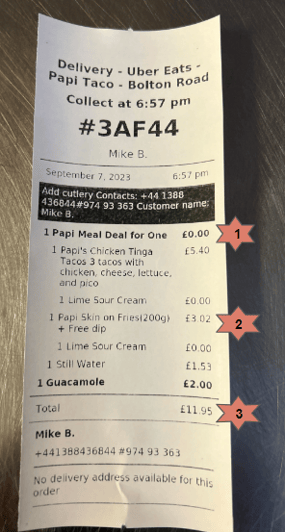 Delivery - Uber Eats -
Papi Taco - Bolton Road
Collect at 6:57 pm
#3AF44
Mike B.
September 7, 2023 6:57 pm
Add cutlery Contacts: +44 1388
436844#974 93 363 Customer name:
Mike B.
1 Papi Meal Deal for One £0.00
1
1 Papi's Chicken Tinga £5.40
Tacos 3 tacos with
chicken, cheese, lettuce,
and pico
1 Lime Sour Cream £0.00
1 Papi Skin on Fries(200g) £3.02
+ Free dip
2
1 Lime Sour Cream £0.00
1 Still Water £1.53
1 Guacamole £2.00
Total £11.95
3
Mike B.
+441388436844 #974 93 363
No delivery address available for this
order